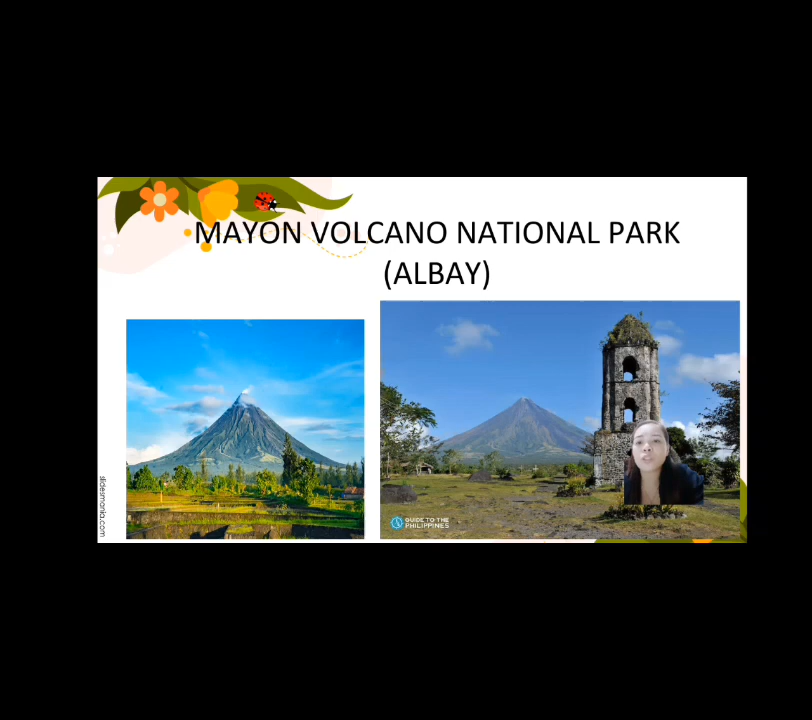 MAYON VOLCANO NATIONAL PARK
(ALBAY)
slidesmania.com
GUIDE TO THE
PHILIPPINES